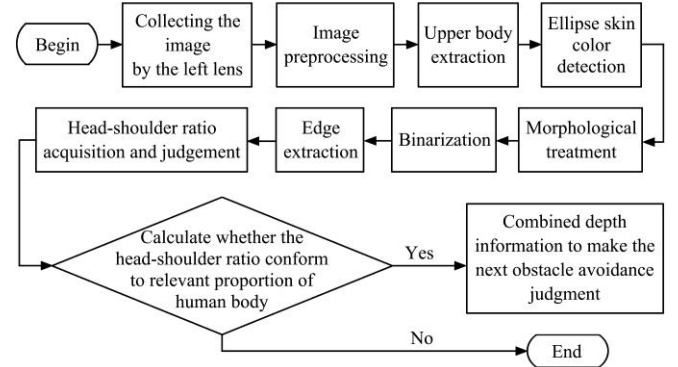 Begin
Collecting the
image
by the left lens
Image
preprocessing
Upper body
extraction
Ellipse skin
color
detection
Head-shoulder ratio
acquisition and judgement
Edge
extraction
Binarization
Morphological
treatment
Calculate whether the
head-shoulder ratio conform
to relevant proportion of
human body
Yes
Combined depth
information to make the
next obstacle avoidance
judgment
No
End